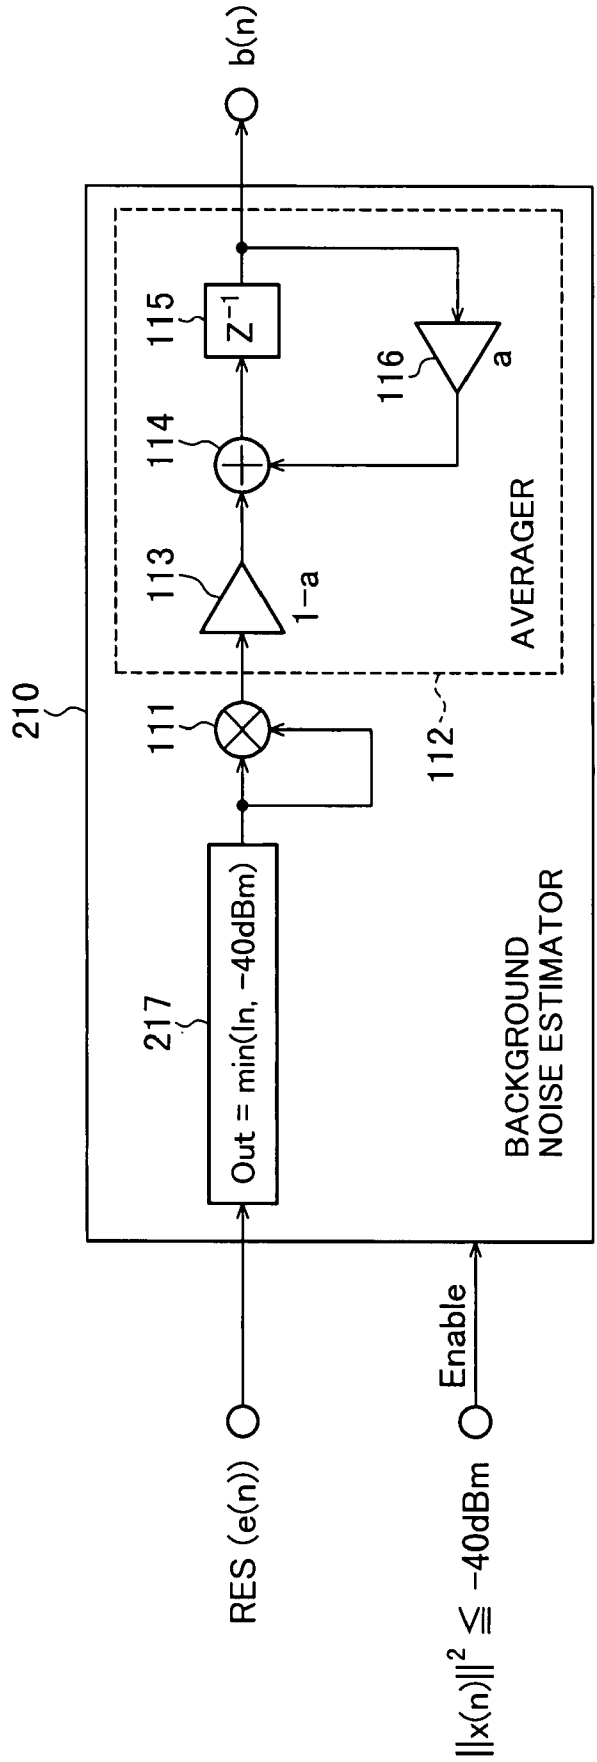 210
217
111
113
114
115
b(n)
RES (e(n))
Out = min(In, -40dBm)
1-a
Z⁻¹
116
a
112
AVERAGER
Enable
||x(n)||² ≦ -40dBm
BACKGROUND
NOISE ESTIMATOR